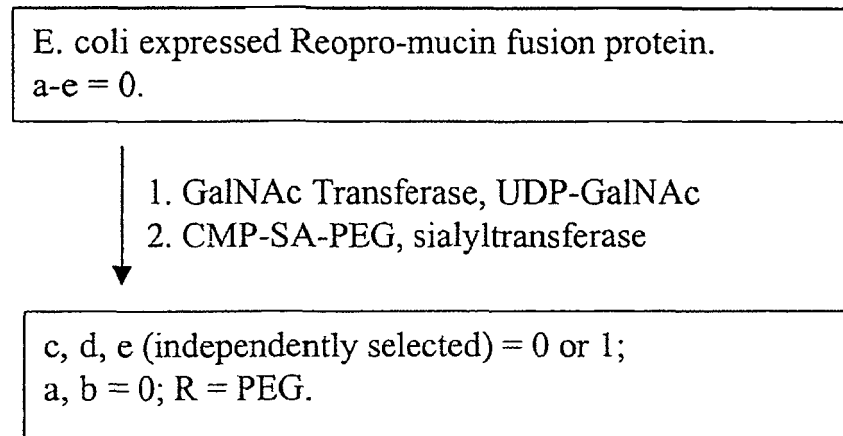 E. coli expressed Reopro-mucin fusion protein.
a-e = 0.
1. GalNAc Transferase, UDP-GalNAc
2. CMP-SA-PEG, sialyltransferase
c, d, e (independently selected) = 0 or 1;
a, b = 0; R = PEG.